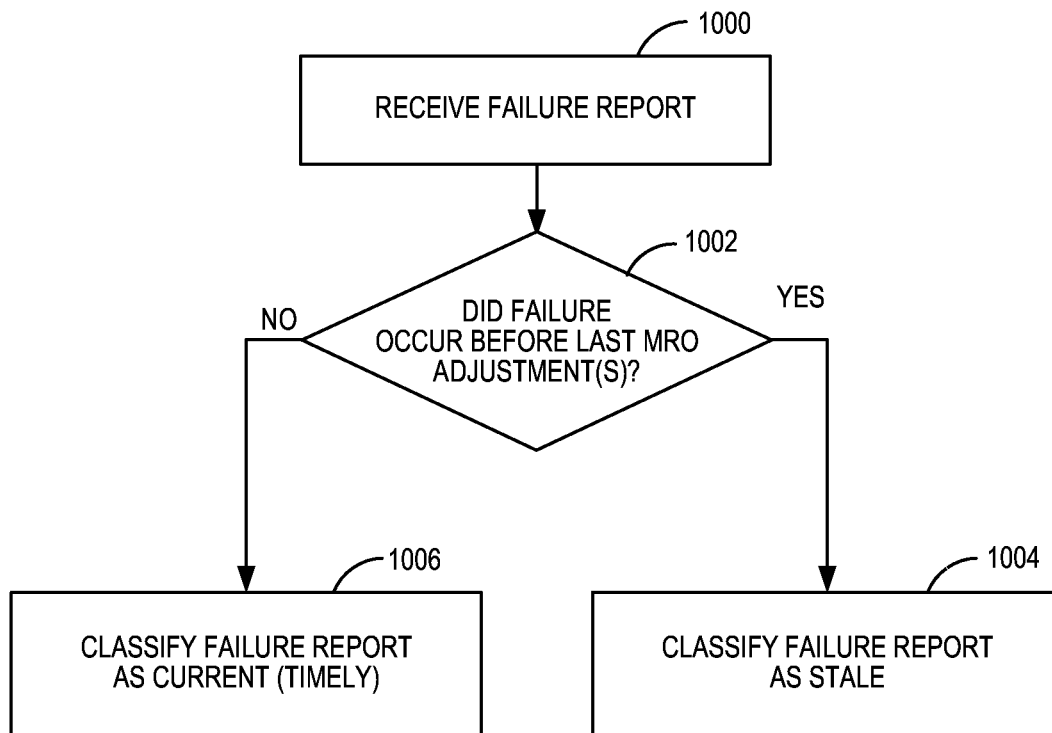 1000
RECEIVE FAILURE REPORT
1002
DID FAILURE
OCCUR BEFORE LAST MRO
ADJUSTMENT(S)?
NO
YES
1006
CLASSIFY FAILURE REPORT
AS CURRENT (TIMELY)
1004
CLASSIFY FAILURE REPORT
AS STALE